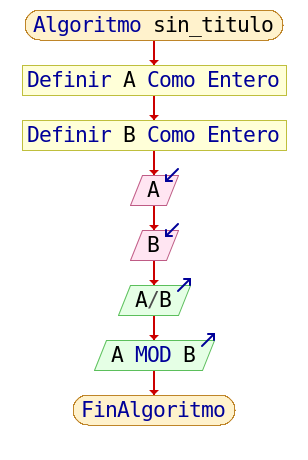 Algoritmo sin_titulo
Definir A Como Entero
Definir B Como Entero
A
B
A/B
A MOD B
FinAlgoritmo